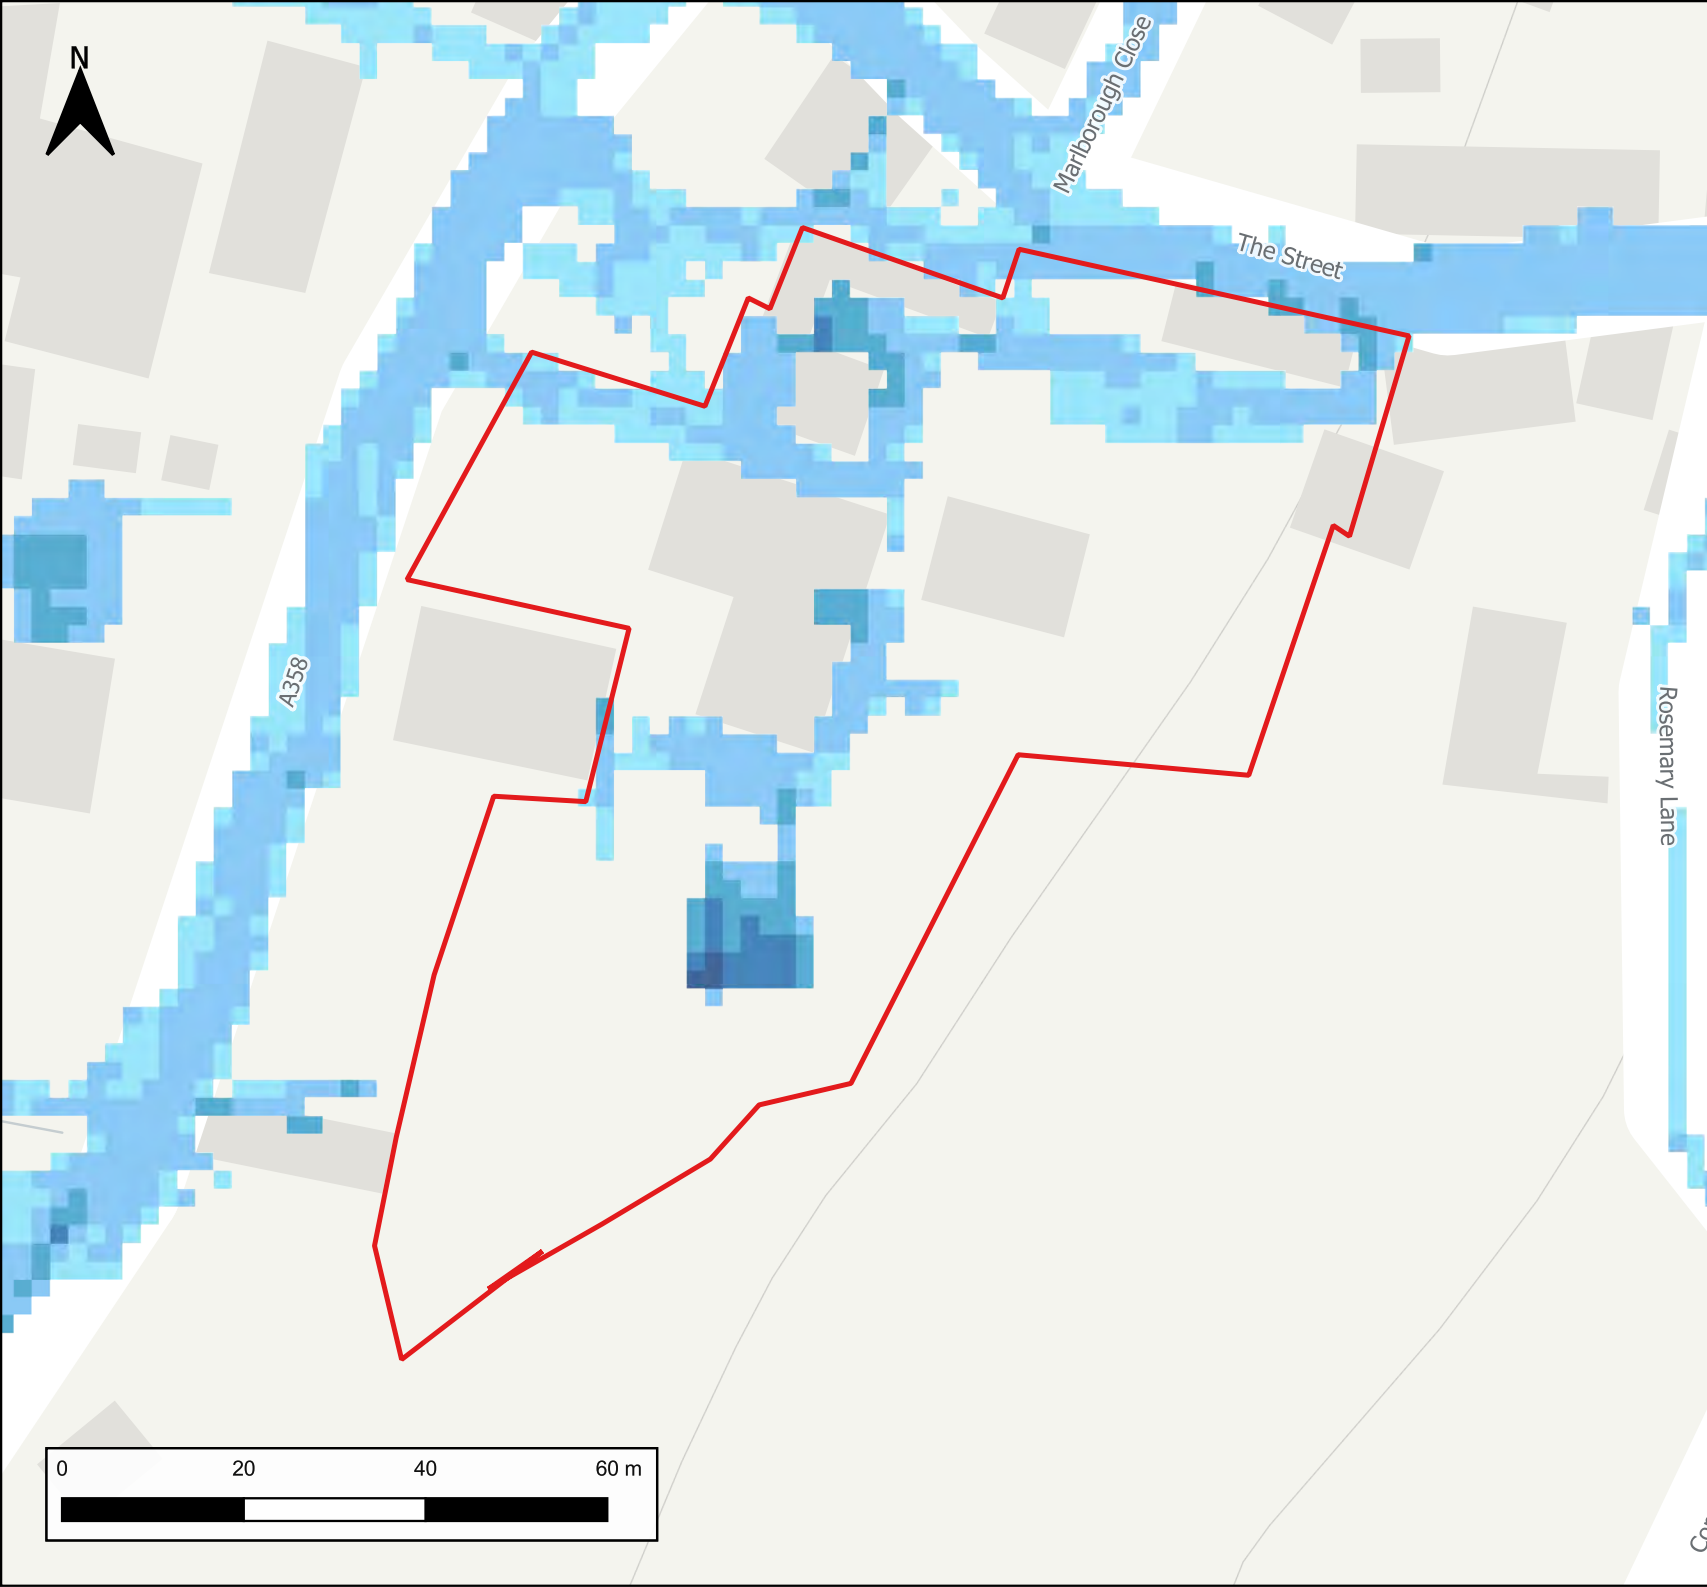 N
Marlborough Close
The Street
A358
Rosemary Lane
0 20 40 60 m